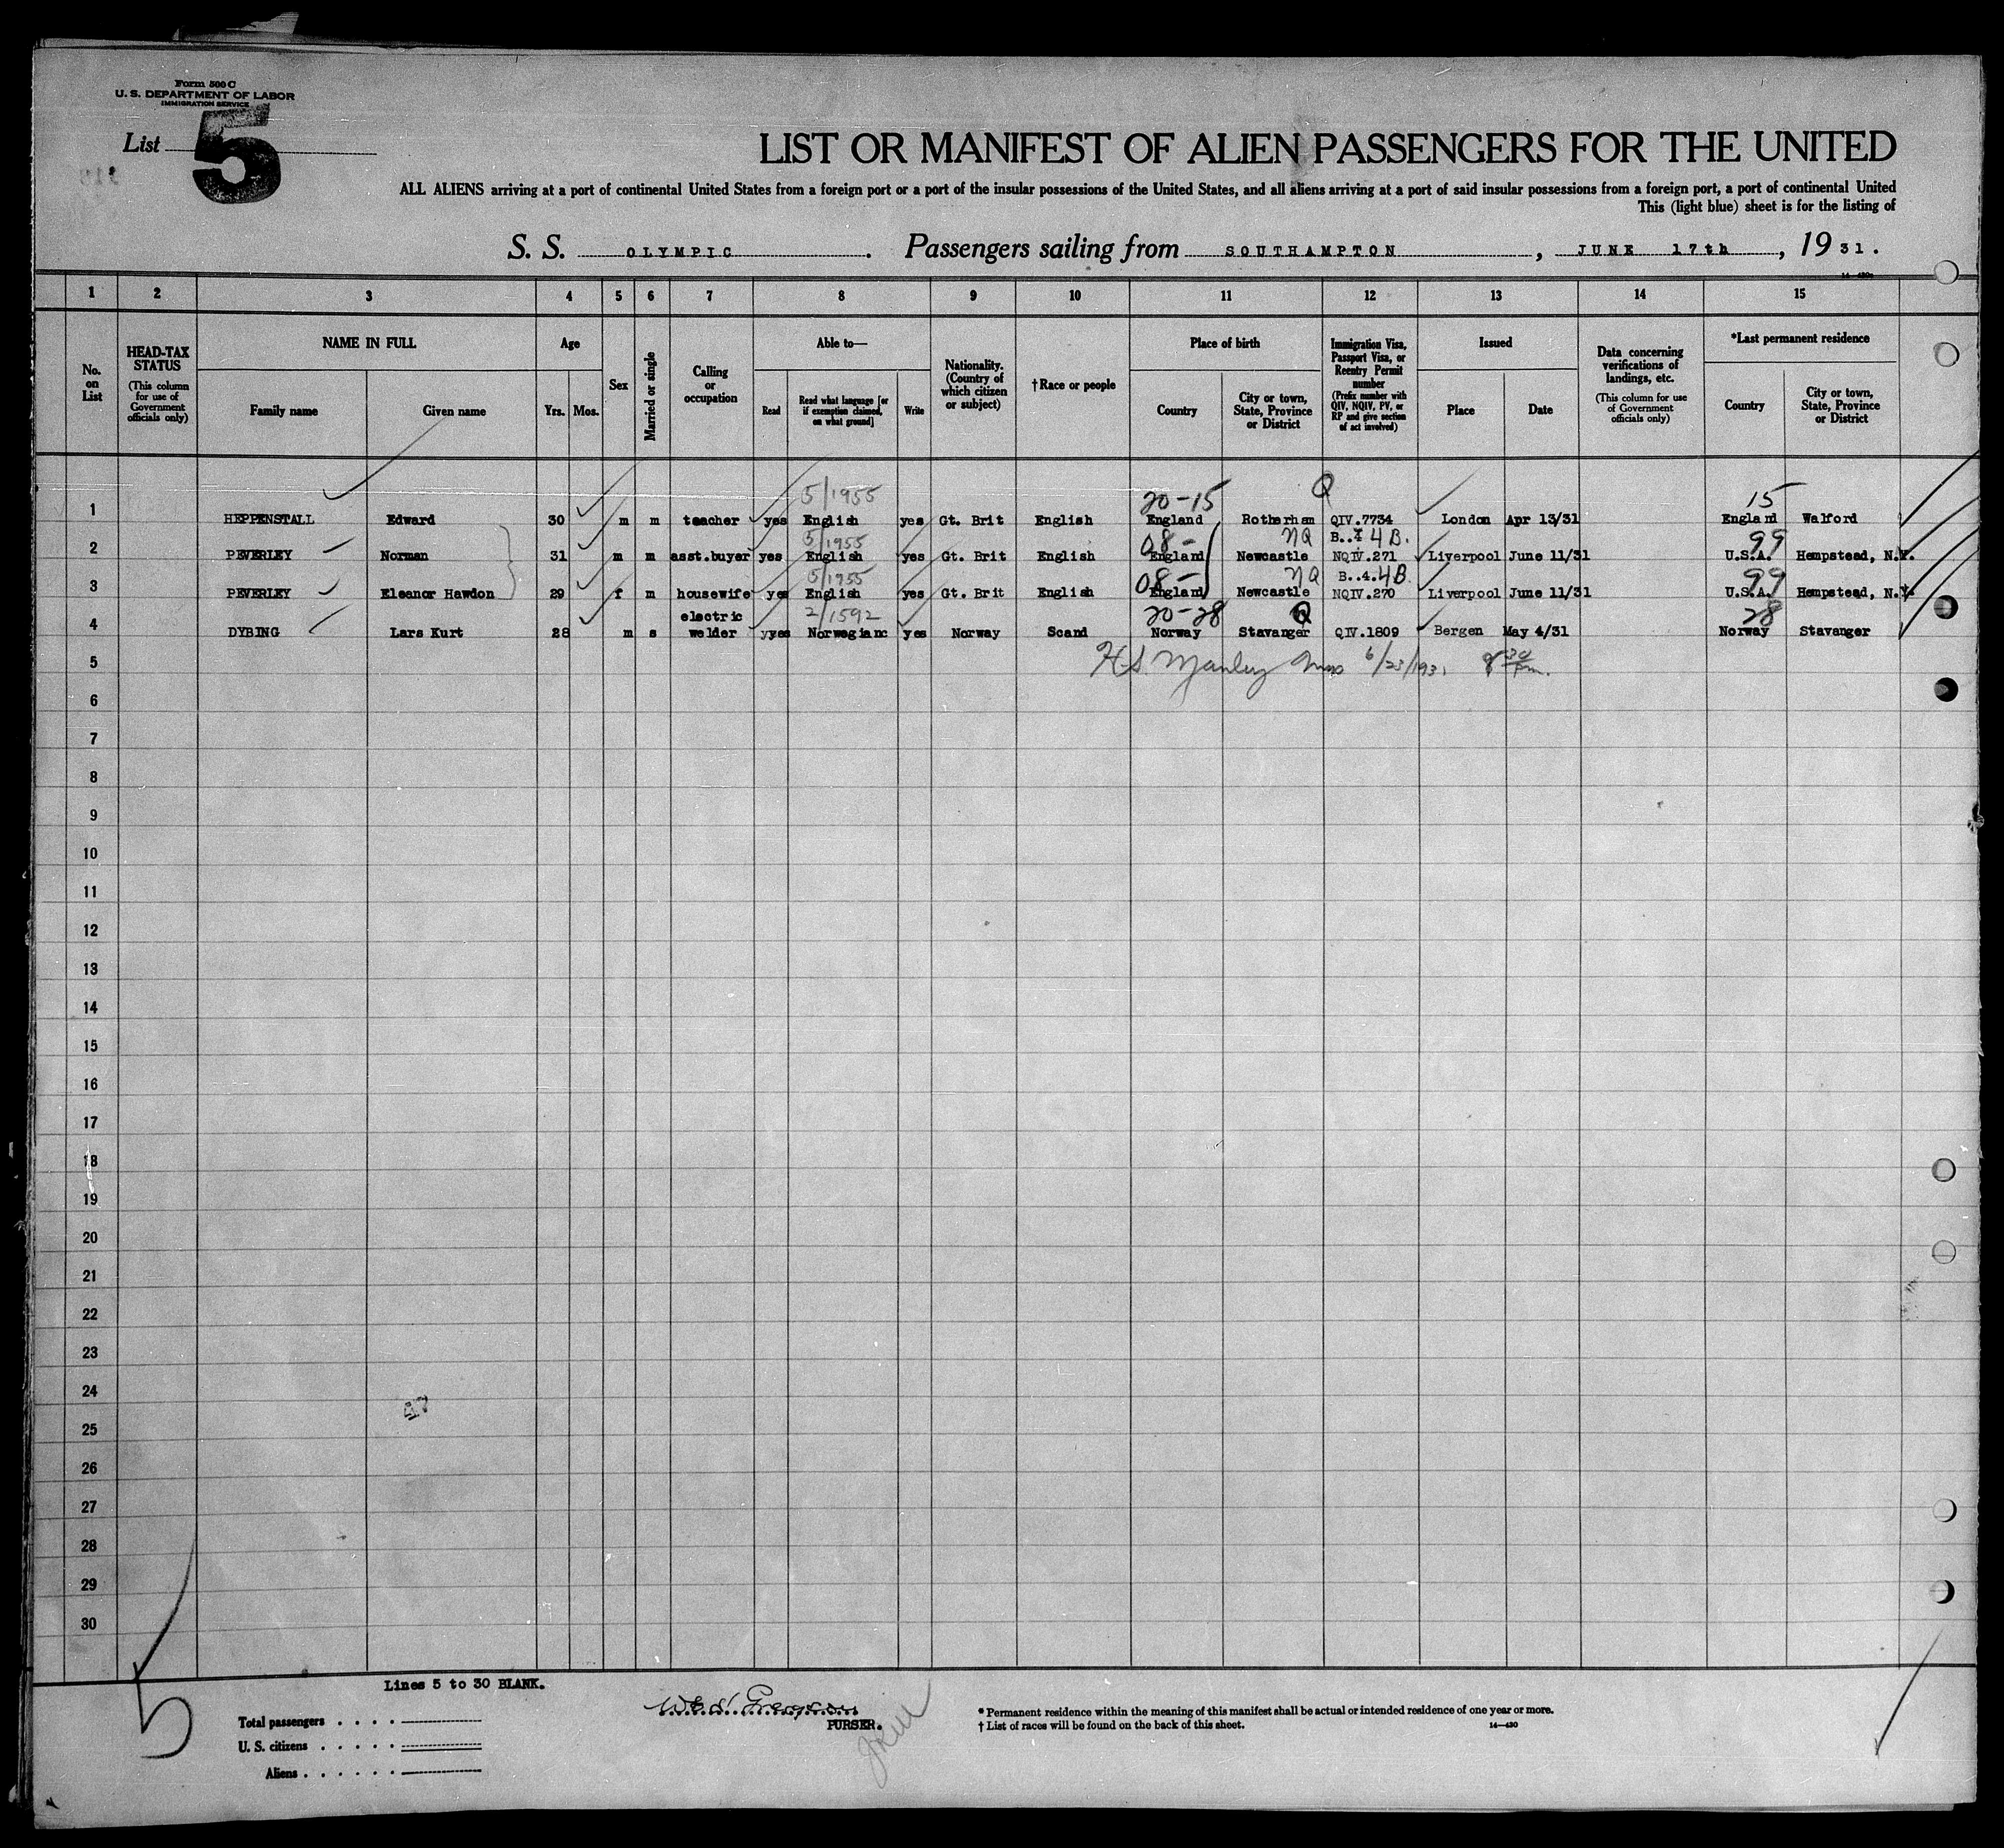 Form 500 C
U. S. DEPARTMENT OF LABOR
IMMIGRATION SERVICE
List 5
LIST OR MANIFEST OF ALIEN PASSENGERS FOR THE UNITED
ALL ALIENS arriving at a port of continental United States from a foreign port or a port of the insular possessions of the United States, and all aliens arriving at a port of said insular possessions from a foreign port, a port of continental United
This (light blue) sheet is for the listing of
S. S. OLYMPIC. Passengers sailing from SOUTHAMPTON, JUNE 17th, 19 31.
1 2 3 4 5 6 7 8 9 10 11 12 13 14 15
No. on List
HEAD-TAX STATUS (This column for use of Government officials only)
NAME IN FULL Family name Given name
Age Yrs. Mos.
Sex
Married or single
Calling or occupation
Able to— Read Read what language [or if exemption claimed, on what ground] Write
Nationality. (Country of which citizen or subject)
†Race or people
Place of birth Country City or town, State, Province or District
Immigration Visa, Passport Visa, or Reentry Permit number (Prefix number with QIV, NQIV, PV, or RP and give section of act involved)
Issued Place Date
Data concerning verifications of landings, etc. (This column for use of Government officials only)
*Last permanent residence Country City or town, State, Province or District
5/1955 20-15 Q 15
1 HEPPENSTALL Edward 30 m m teacher yes English yes Gt. Brit English England Rotherham QIV.7734 London Apr 13/31 England Walford
5/1955 08- NQ 4B. 99
2 PEVERLEY Norman 31 m m asst.buyer yes English yes Gt. Brit English England Newcastle NQIV.271 Liverpool June 11/31 U.S.A. Hempstead, N.Y.
5/1955 08- NQ B..4. 4B 99
3 PEVERLEY Eleanor Hawdon 29 f m housewife yes English yes Gt. Brit English England Newcastle NQIV.270 Liverpool June 11/31 U.S.A. Hempstead, N.Y.
electric 2/1592 20-28 Q 28
4 DYBING Lars Kurt 28 m s welder yyes Norwegianc yes Norway Scand Norway Stavanger QIV.1809 Bergen May 4/31 Norway Stavanger
5 H.S. Manley 6/23/1931 8 30 pm.
6
7
8
9
10
11
12
13
14
15
16
17
18
19
20
21
22
23
24
25
26
27
28
29
30
5
Lines 5 to 30 BLANK.
Total passengers
U. S. citizens
Aliens
PURSER.
* Permanent residence within the meaning of this manifest shall be actual or intended residence of one year or more.
† List of races will be found on the back of this sheet. 14—430